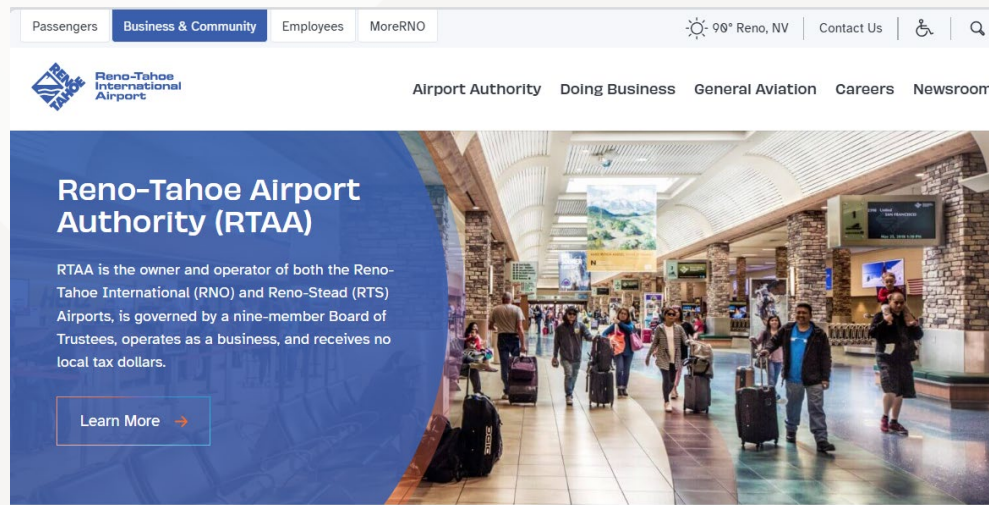 Passengers
Business & Community
Employees
MoreRNO
90° Reno, NV
Contact Us
RENO
TAHOE
Reno-Tahoe
International
Airport
Airport Authority
Doing Business
General Aviation
Careers
Newsroom
Reno-Tahoe Airport
Authority (RTAA)
RTAA is the owner and operator of both the Reno-
Tahoe International (RNO) and Reno-Stead (RTS)
Airports, is governed by a nine-member Board of
Trustees, operates as a business, and receives no
local tax dollars.
Learn More →